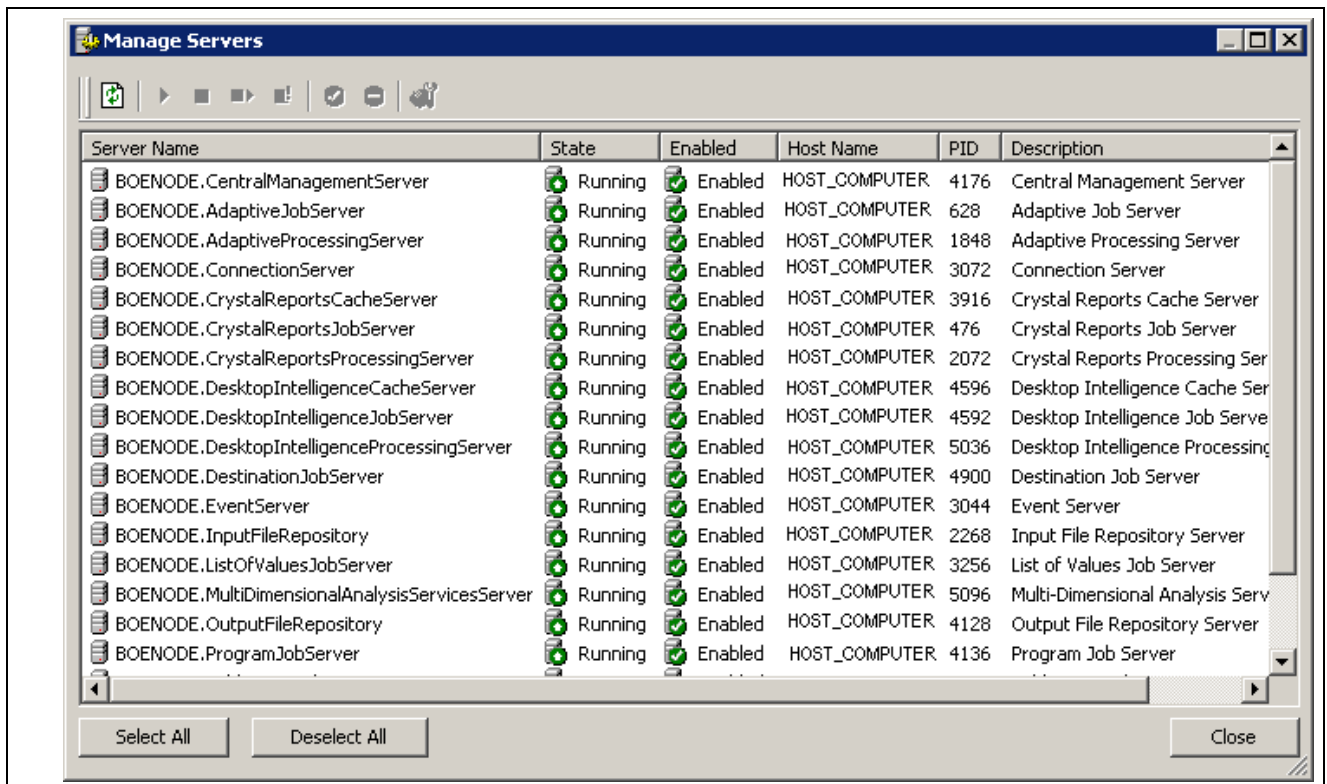 Manage Servers
Server Name State Enabled Host Name PID Description
BOENODE.CentralManagementServer Running Enabled HOST_COMPUTER 4176 Central Management Server
BOENODE.AdaptiveJobServer Running Enabled HOST_COMPUTER 628 Adaptive Job Server
BOENODE.AdaptiveProcessingServer Running Enabled HOST_COMPUTER 1848 Adaptive Processing Server
BOENODE.ConnectionServer Running Enabled HOST_COMPUTER 3072 Connection Server
BOENODE.CrystalReportsCacheServer Running Enabled HOST_COMPUTER 3916 Crystal Reports Cache Server
BOENODE.CrystalReportsJobServer Running Enabled HOST_COMPUTER 476 Crystal Reports Job Server
BOENODE.CrystalReportsProcessingServer Running Enabled HOST_COMPUTER 2072 Crystal Reports Processing Ser
BOENODE.DesktopIntelligenceCacheServer Running Enabled HOST_COMPUTER 4596 Desktop Intelligence Cache Ser
BOENODE.DesktopIntelligenceJobServer Running Enabled HOST_COMPUTER 4592 Desktop Intelligence Job Serve
BOENODE.DesktopIntelligenceProcessingServer Running Enabled HOST_COMPUTER 5036 Desktop Intelligence Processing
BOENODE.DestinationJobServer Running Enabled HOST_COMPUTER 4900 Destination Job Server
BOENODE.EventServer Running Enabled HOST_COMPUTER 3044 Event Server
BOENODE.InputFileRepository Running Enabled HOST_COMPUTER 2268 Input File Repository Server
BOENODE.ListOfValuesJobServer Running Enabled HOST_COMPUTER 3256 List of Values Job Server
BOENODE.MultiDimensionalAnalysisServicesServer Running Enabled HOST_COMPUTER 5096 Multi-Dimensional Analysis Serv
BOENODE.OutputFileRepository Running Enabled HOST_COMPUTER 4128 Output File Repository Server
BOENODE.ProgramJobServer Running Enabled HOST_COMPUTER 4136 Program Job Server
Select All Deselect All Close